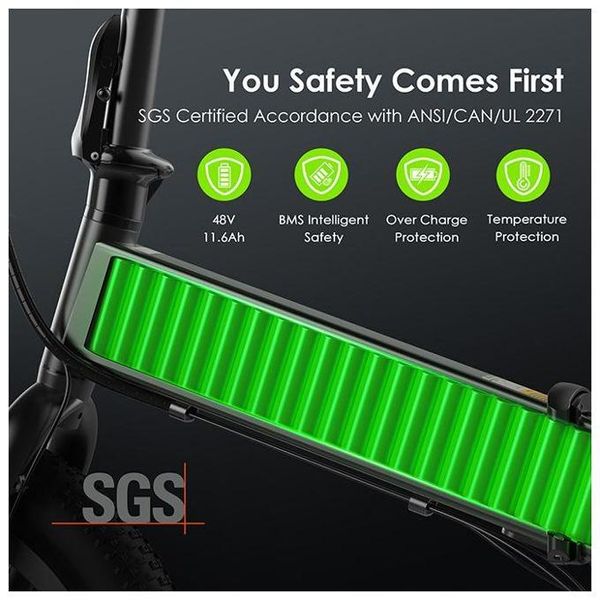 You Safety Comes First
SGS Certified Accordance with ANSI/CAN/UL 2271
48V
11.6Ah
BMS Intelligent
Safety
Over Charge
Protection
Temperature
Protection
SGS